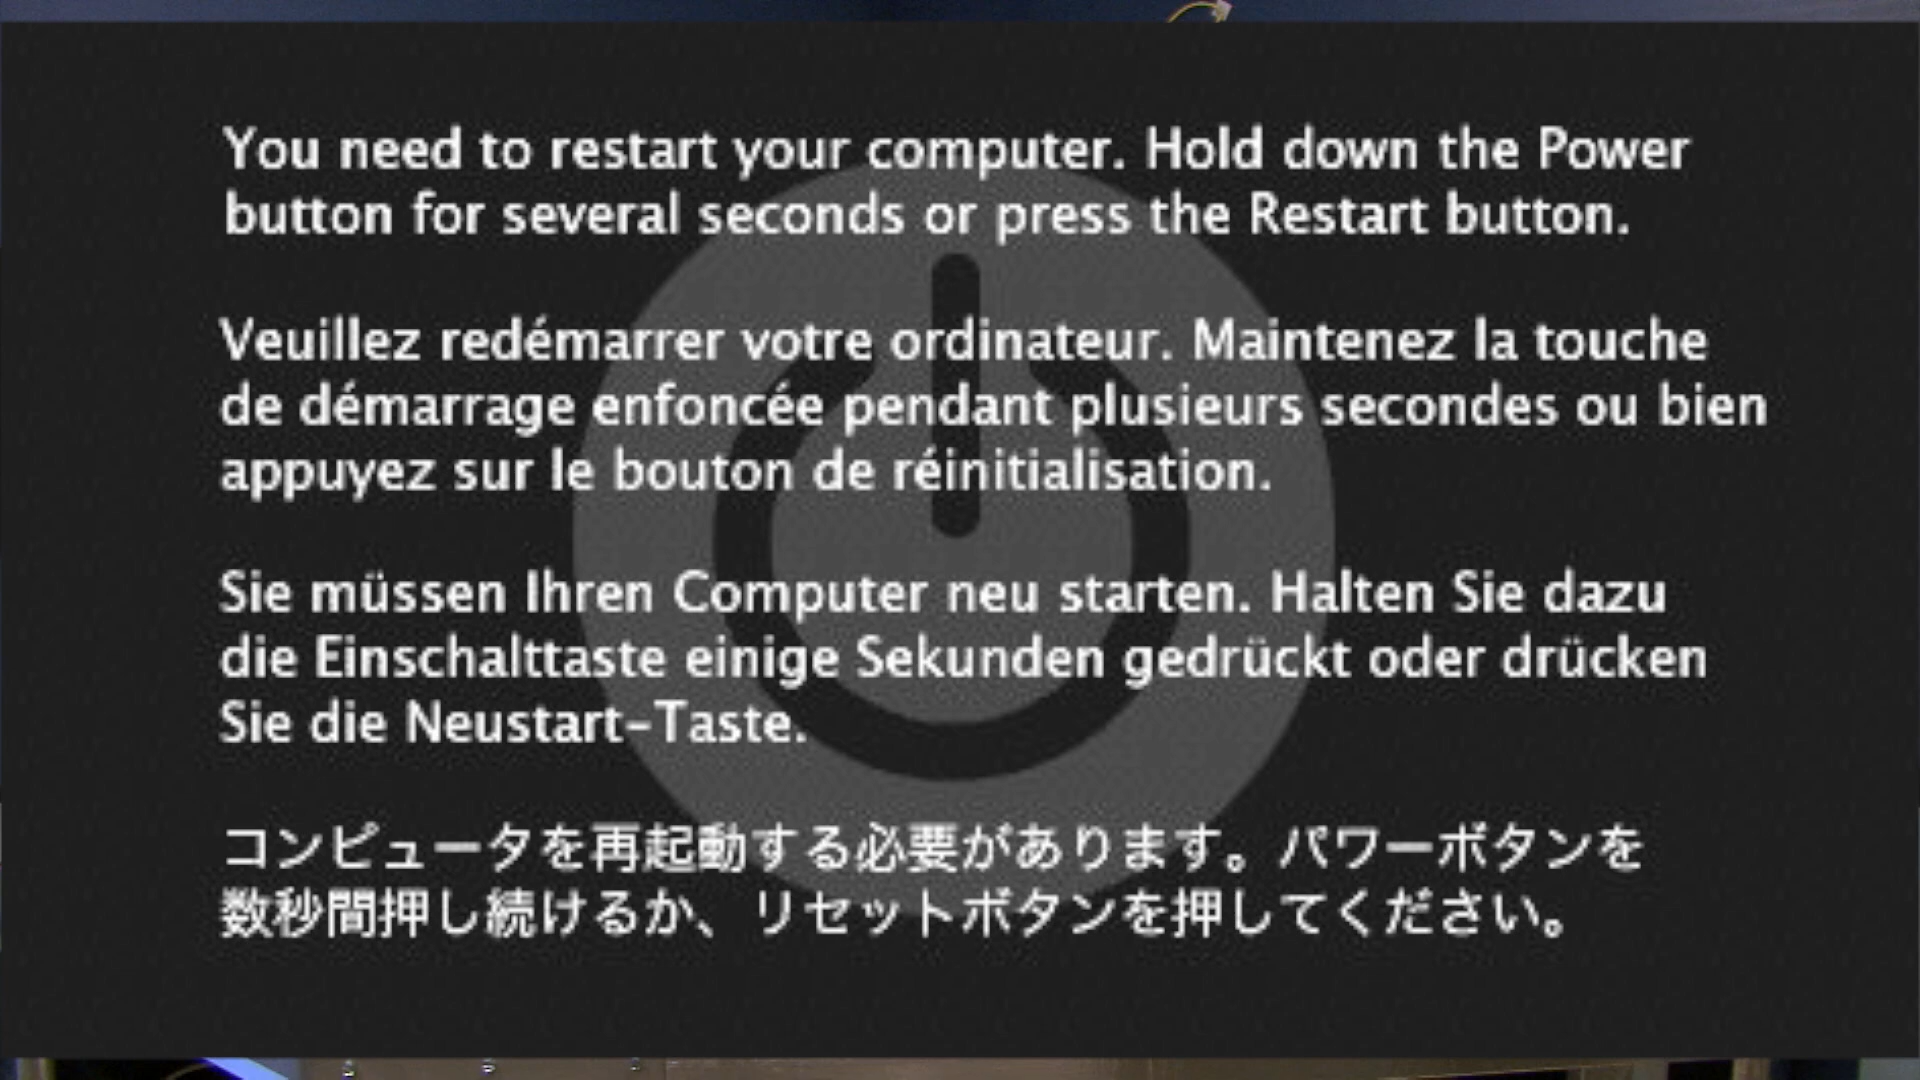 You need to restart your computer. Hold down the Power
button for several seconds or press the Restart button.
Veuillez redémarrer votre ordinateur. Maintenez la touche
de démarrage enfoncée pendant plusieurs secondes ou bien
appuyez sur le bouton de réinitialisation.
Sie müssen Ihren Computer neu starten. Halten Sie dazu
die Einschalttaste einige Sekunden gedrückt oder drücken
Sie die Neustart-Taste.
コンピュータを再起動する必要があります。パワーボタンを
数秒間押し続けるか、リセットボタンを押してください。